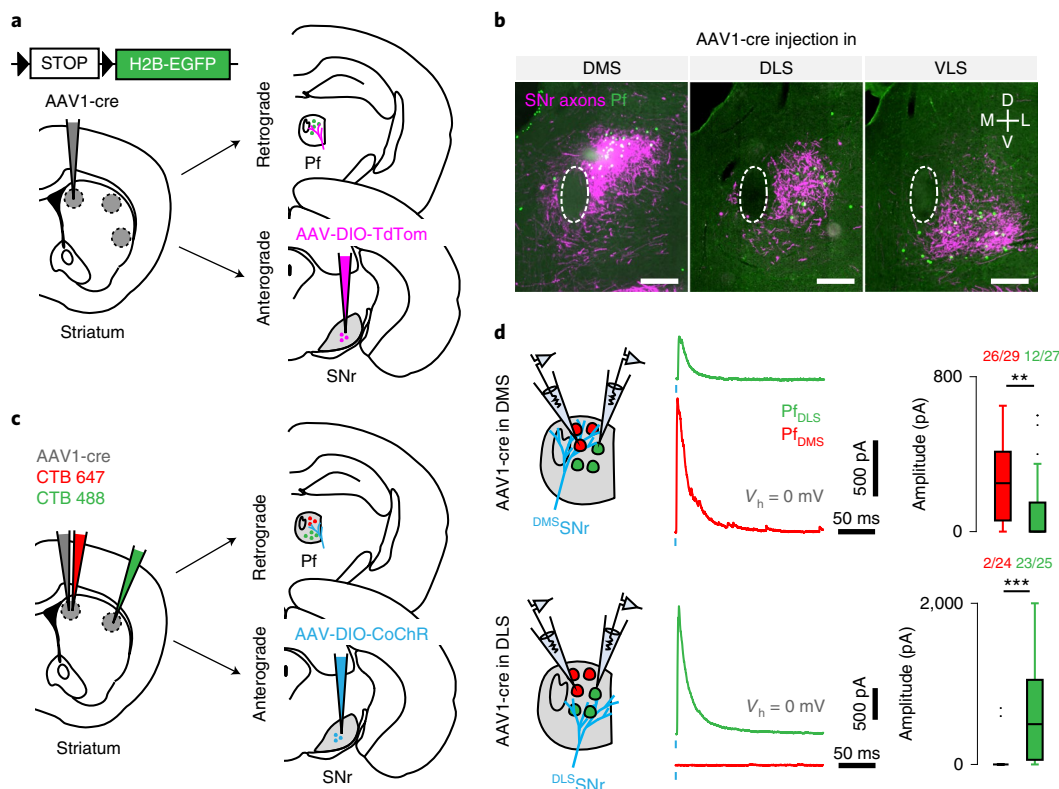 a
STOP
H2B-EGFP
AAV1-cre
Striatum
Retrograde
Pf
Anterograde
AAV-DIO-TdTom
SNr
b
AAV1-cre injection in
DMS
DLS
VLS
SNr axons Pf
D
M
L
V
c
AAV1-cre
CTB 647
CTB 488
Striatum
Retrograde
Pf
Anterograde
AAV-DIO-CoChR
SNr
d
AAV1-cre in DMS
DMSSNr
PfDLS
PfDMS
Vh = 0 mV
500 pA
50 ms
26/29 12/27
**
800
Amplitude (pA)
0
AAV1-cre in DLS
DLSSNr
Vh = 0 mV
500 pA
50 ms
2/24 23/25
***
2,000
Amplitude (pA)
0